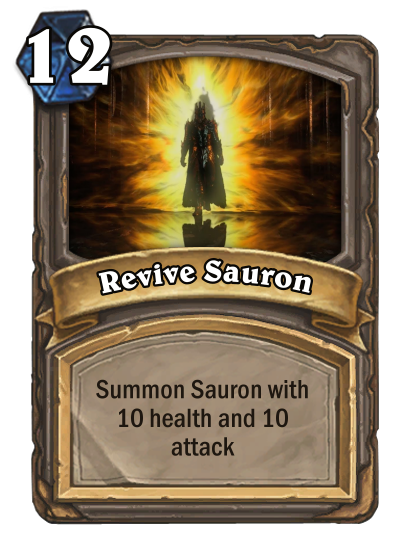 12
Revive Sauron
Summon Sauron with
10 health and 10
attack